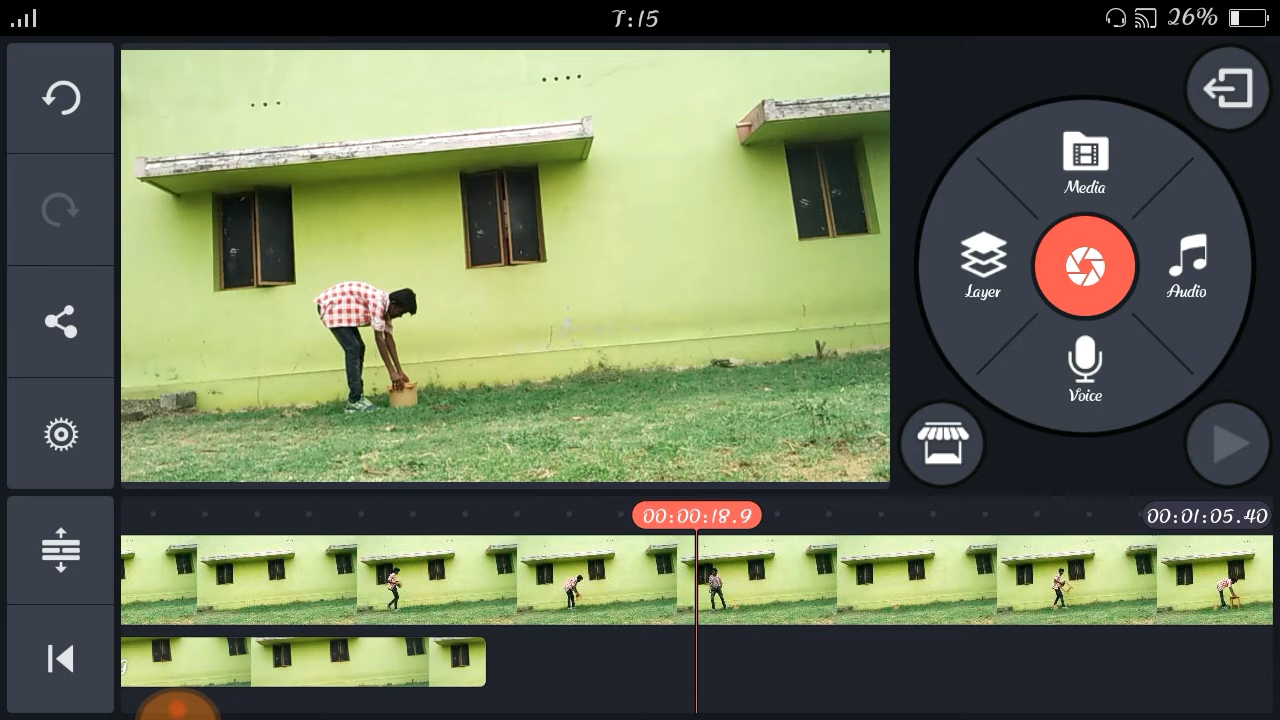 7:15
26%
Media
Layer
Audio
Voice
00:00:18.9
00:01:05.40